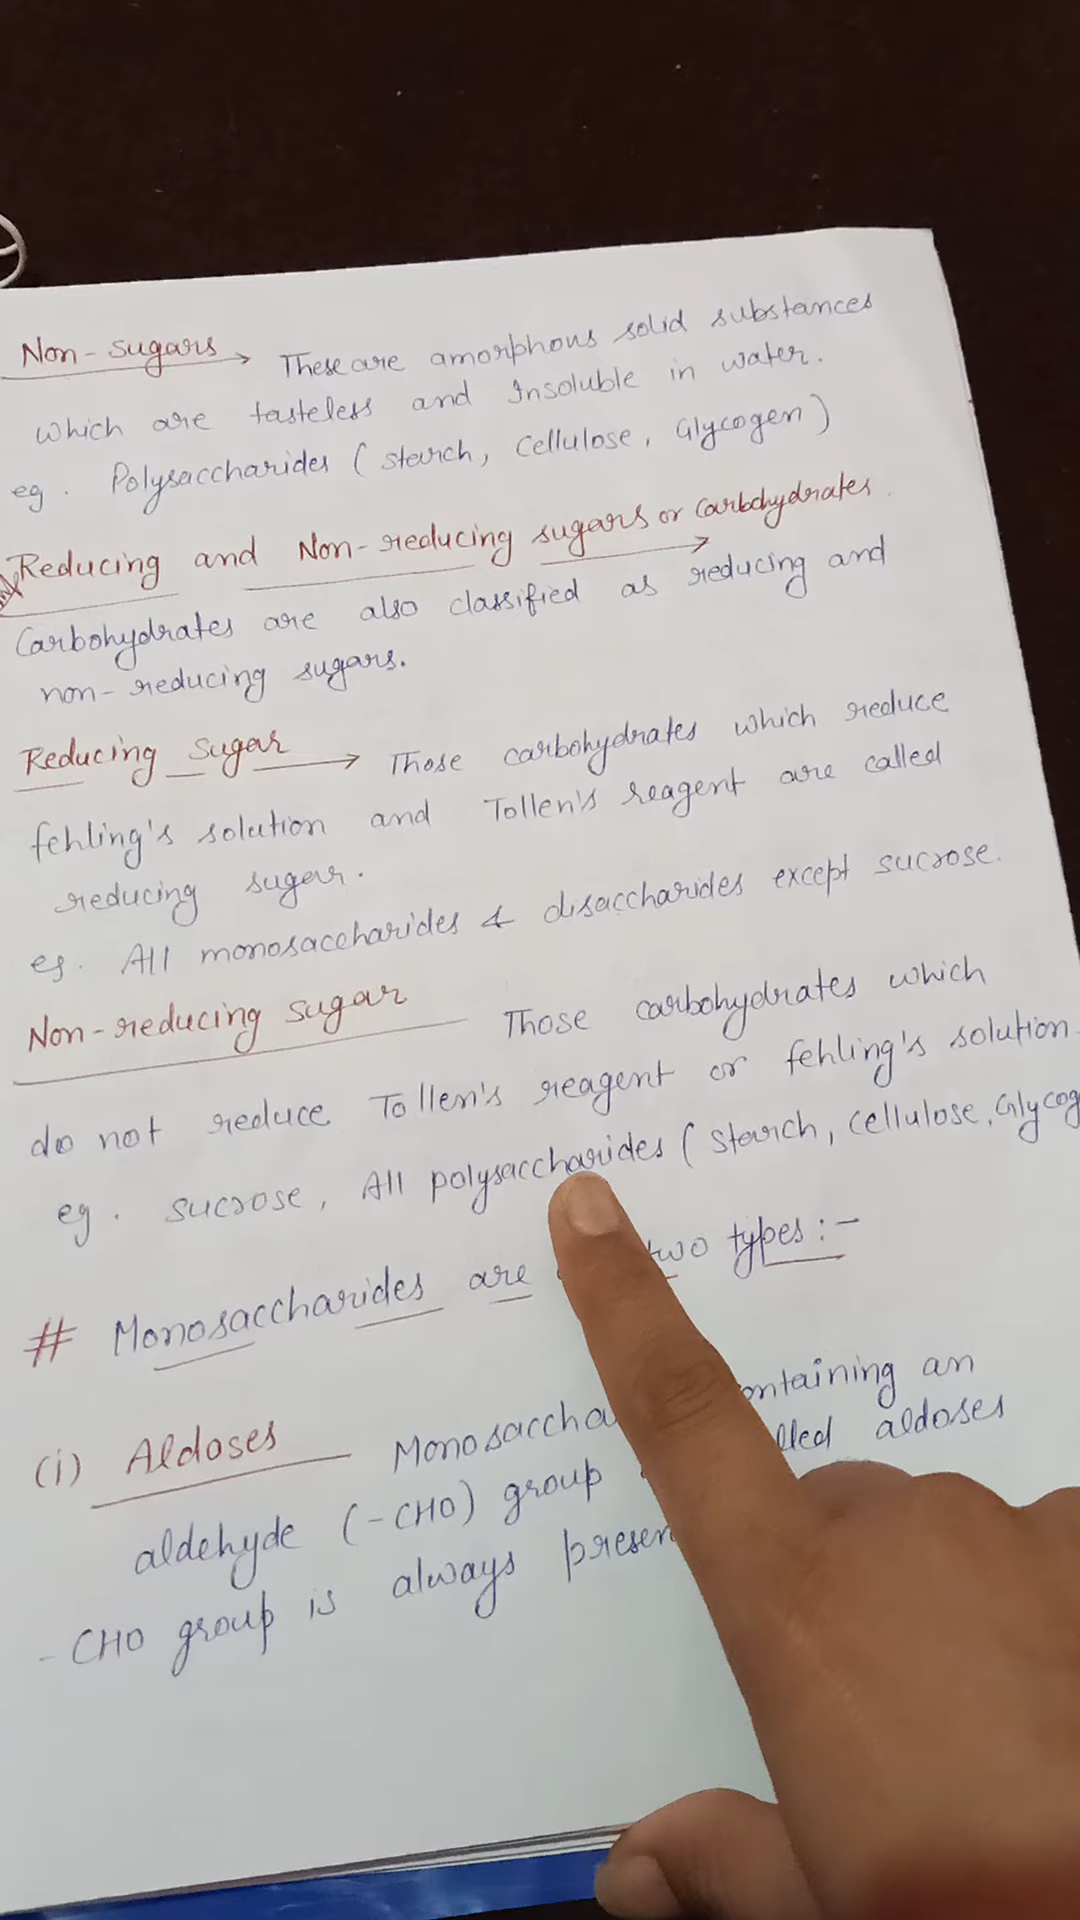 Non-sugars → These are amorphous solid substances
which are tasteless and Insoluble in water.
eg. Polysaccharides (starch, cellulose, Glycogen)
Reducing and Non-reducing sugars or carbohydrates.
Carbohydrates are also classified as reducing and
non-reducing sugars.
Reducing sugar → Those carbohydrates which reduce
fehling's solution and Tollen's reagent are called
reducing sugar.
eg. All monosaccharides & disaccharides except sucrose.
Non-reducing sugar Those carbohydrates which
do not reduce Tollen's reagent or fehling's solution.
eg. sucrose, All polysaccharides (starch, cellulose, Glycog
# Monosaccharides are two types:-
(i) Aldoses Monosaccha ontaining an
aldehyde (-CHO) group lled aldoses
- CHO group is always presen